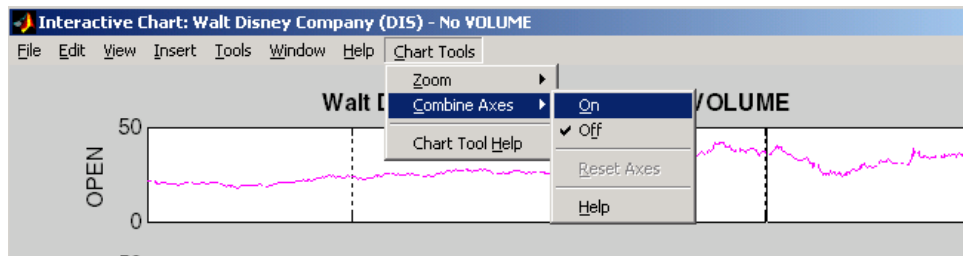 Interactive Chart: Walt Disney Company (DIS) - No VOLUME
File Edit View Insert Tools Window Help Chart Tools
Zoom
Walt
Combine Axes
On
VOLUME
50
Off
Chart Tool Help
OPEN
Reset Axes
Help
0